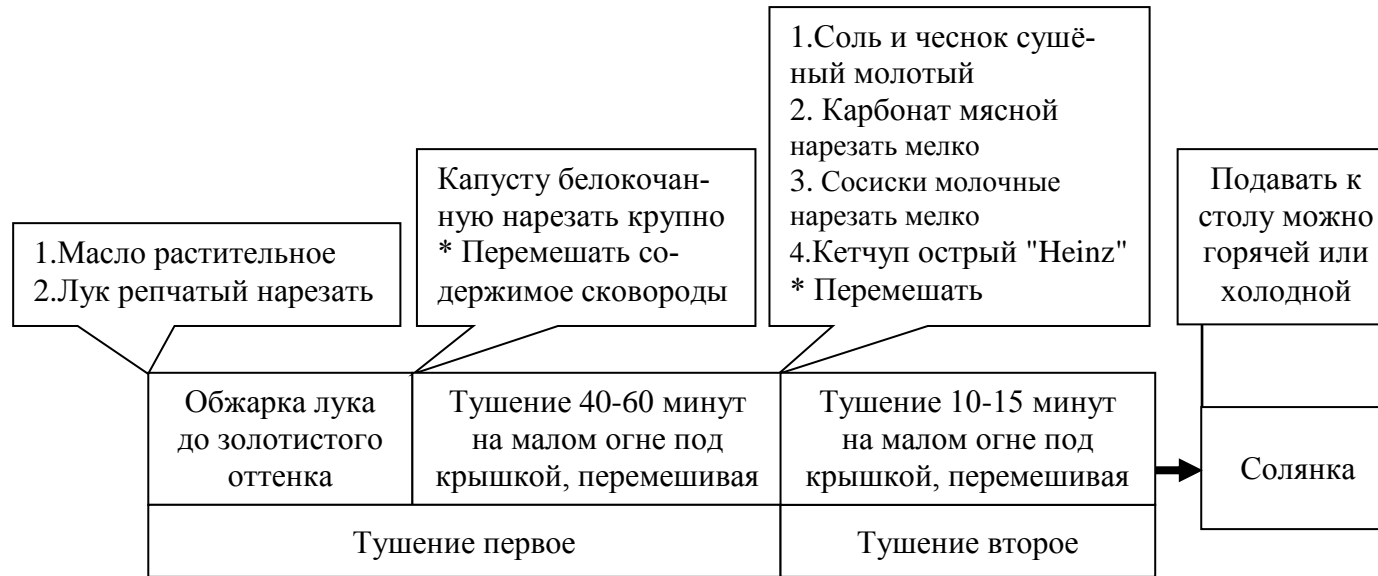 1.Масло растительное
2.Лук репчатый нарезать
Капусту белокочан-
ную нарезать крупно
* Перемешать со-
держимое сковороды
1.Соль и чеснок сушё-
ный молотый
2. Карбонат мясной
нарезать мелко
3. Сосиски молочные
нарезать мелко
4.Кетчуп острый "Heinz"
* Перемешать
Подавать к
столу можно
горячей или
холодной
Обжарка лука
до золотистого
оттенка
Тушение 40-60 минут
на малом огне под
крышкой, перемешивая
Тушение 10-15 минут
на малом огне под
крышкой, перемешивая
Солянка
Тушение первое
Тушение второе